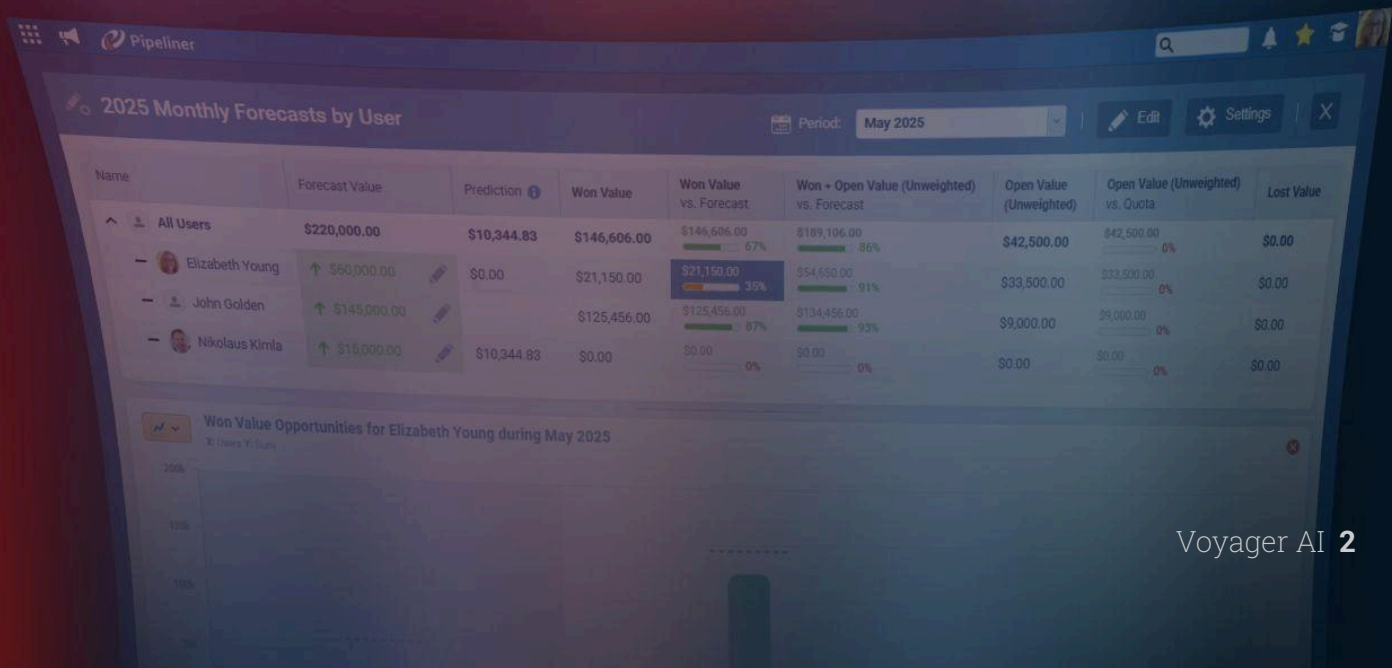 Pipeliner
2025 Monthly Forecasts by User
Period: May 2025
Edit
Settings
X
Name
Forecast Value
Prediction
Won Value
Won Value vs. Forecast
Won + Open Value (Unweighted) vs. Forecast
Open Value (Unweighted)
Open Value (Unweighted) vs. Quota
Lost Value
All Users $220,000.00 $10,344.83 $146,606.00 $146,606.00 67% $189,106.00 86% $42,500.00 $42,500.00 0% $0.00
Elizabeth Young $60,000.00 $0.00 $21,150.00 $21,150.00 35% $54,650.00 91% $33,500.00 $33,500.00 0% $0.00
John Golden $145,000.00 $125,456.00 $125,456.00 87% $134,456.00 93% $9,000.00 $9,000.00 0% $0.00
Nikolaus Kimla $15,000.00 $10,344.83 $0.00 $0.00 0% $0.00 0% $0.00 $0.00 0% $0.00
Won Value Opportunities for Elizabeth Young during May 2025
X: Users Y: Sum
200k
150k
100k
Voyager AI 2